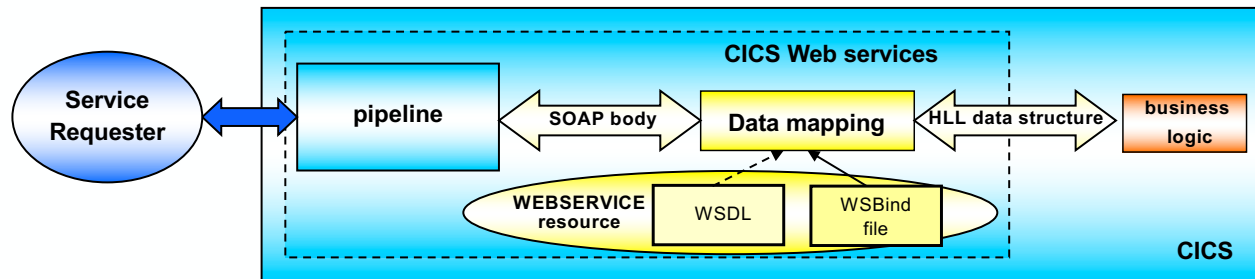 CICS Web services
Service
Requester
pipeline
SOAP body
Data mapping
HLL data structure
business
logic
WEBSERVICE
resource
WSDL
WSBind
file
CICS